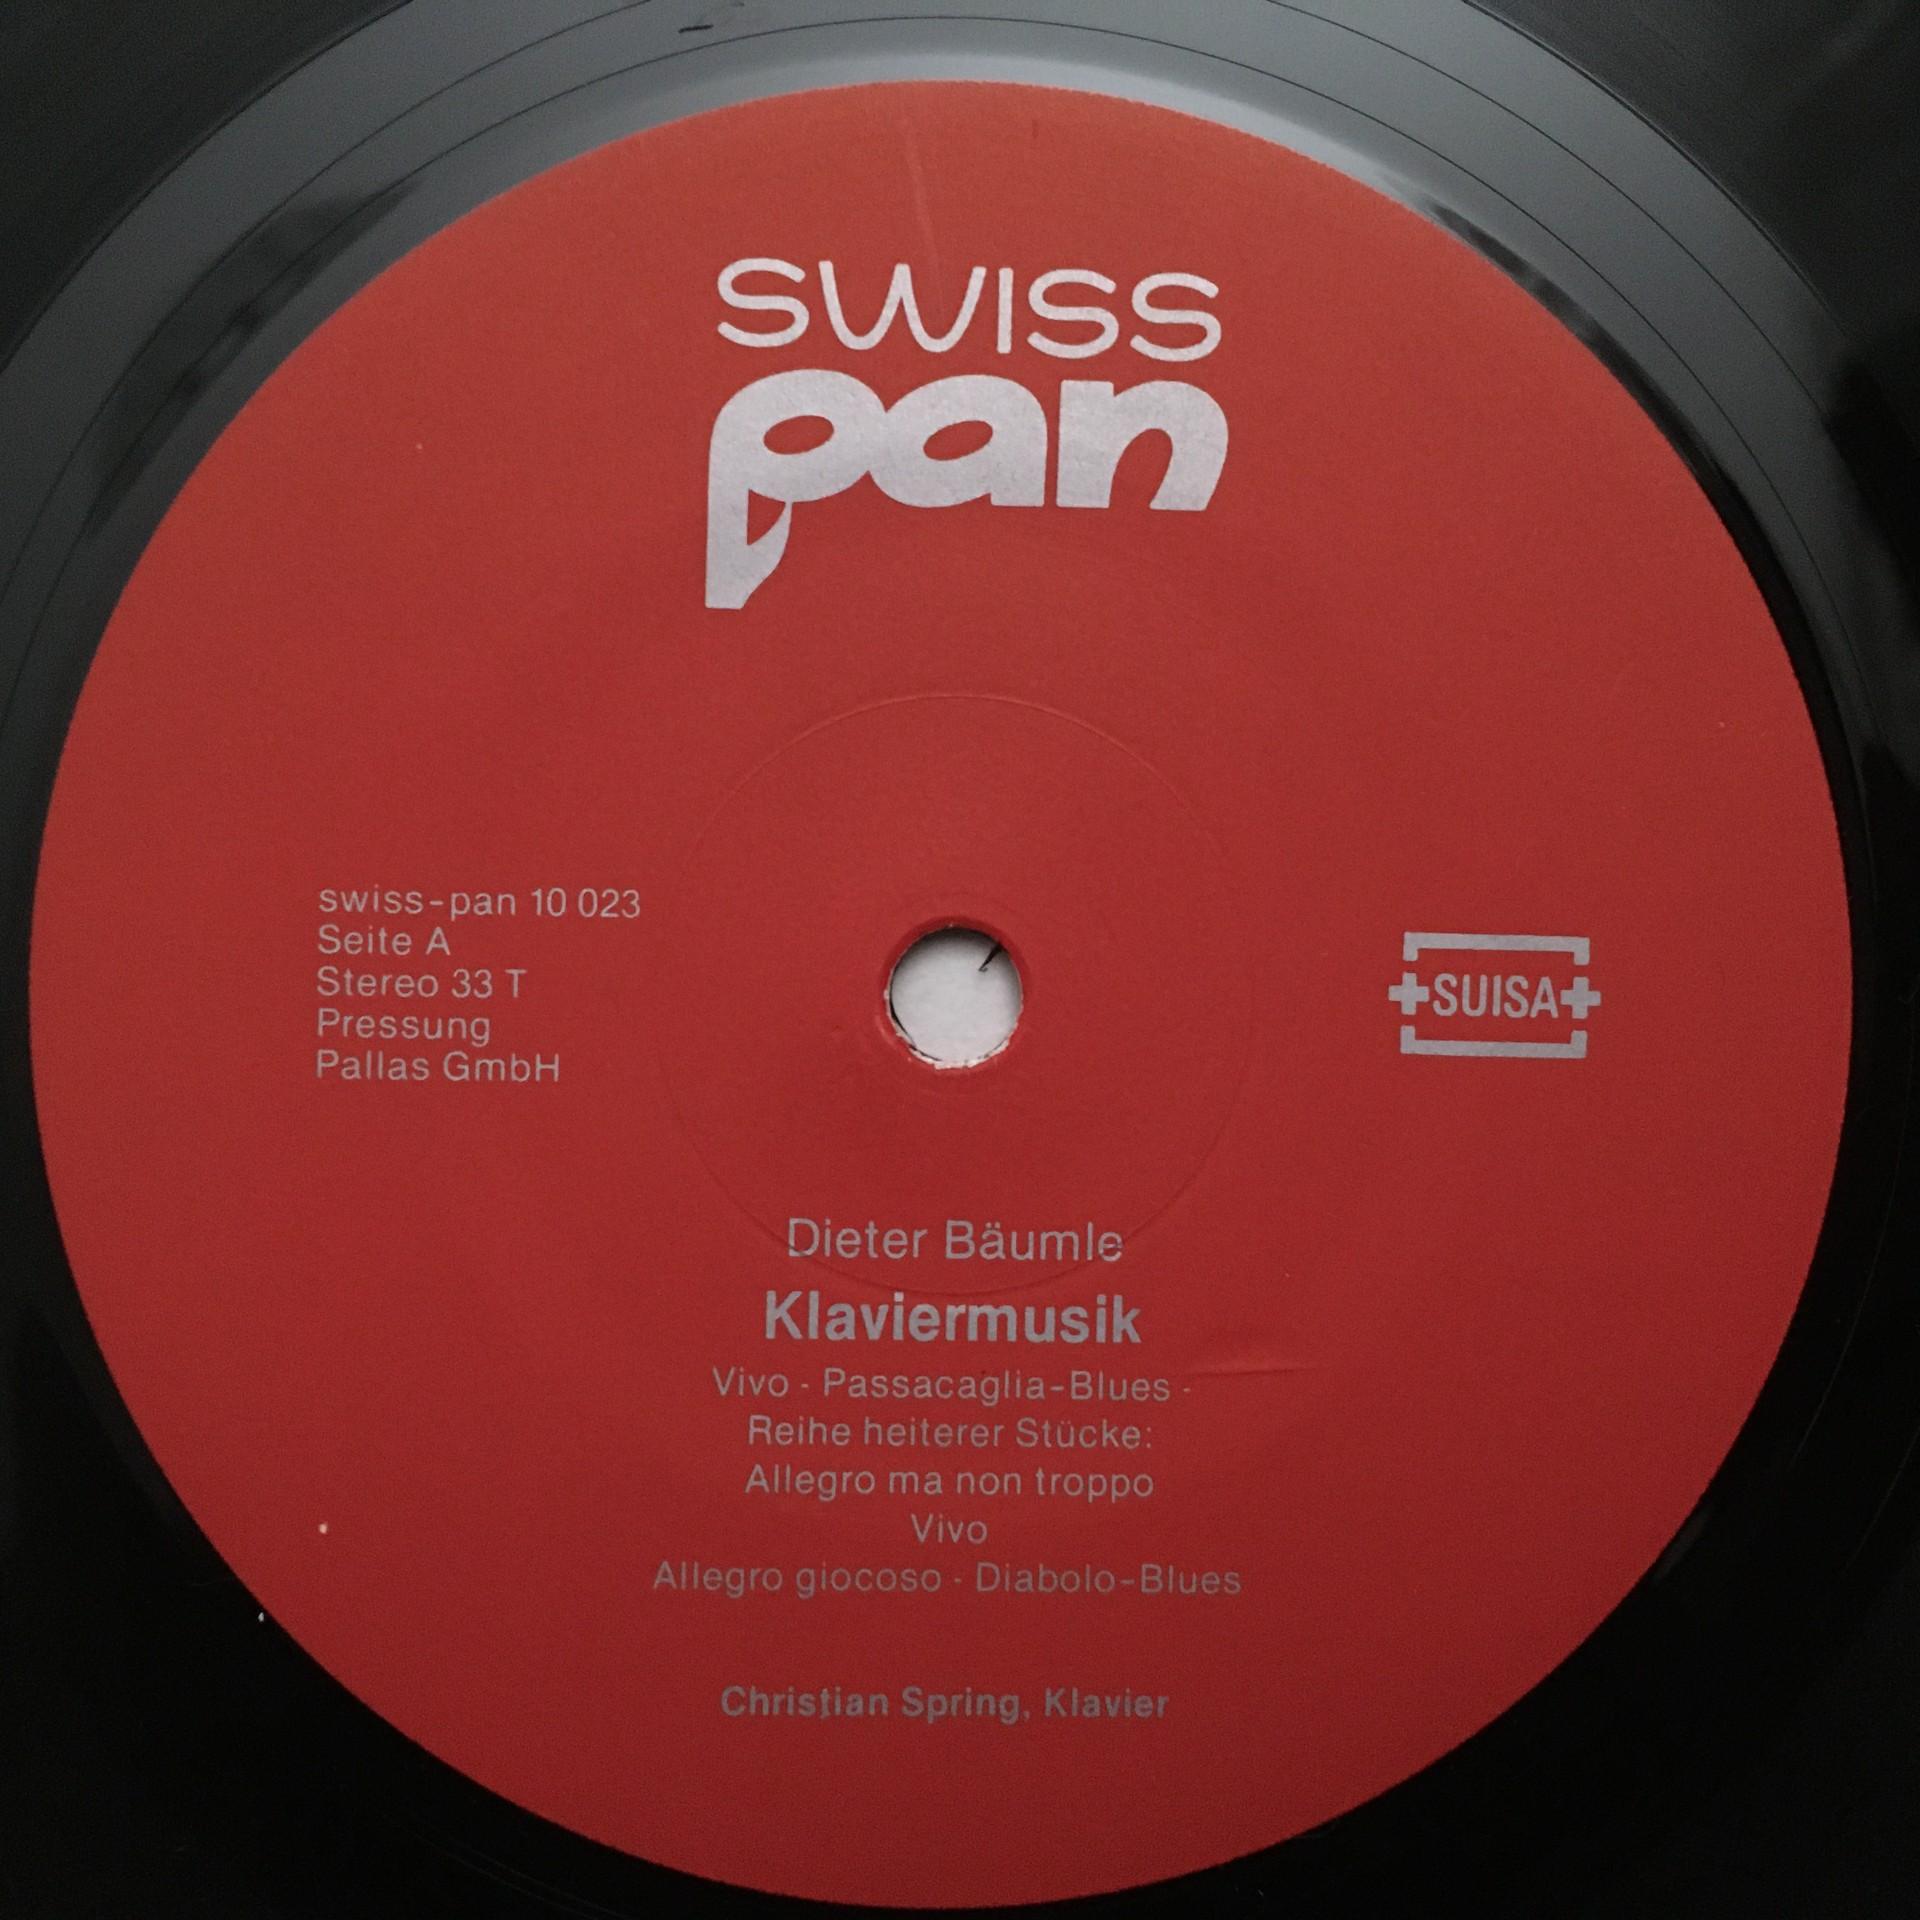 swiss
pan
swiss-pan 10 023
Seite A
Stereo 33 T
Pressung
Pallas GmbH
SUISA
Dieter Bäumle
Klaviermusik
Vivo - Passacaglia-Blues -
Reihe heiterer Stücke:
Allegro ma non troppo
Vivo
Allegro giocoso - Diabolo-Blues
Christian Spring, Klavier